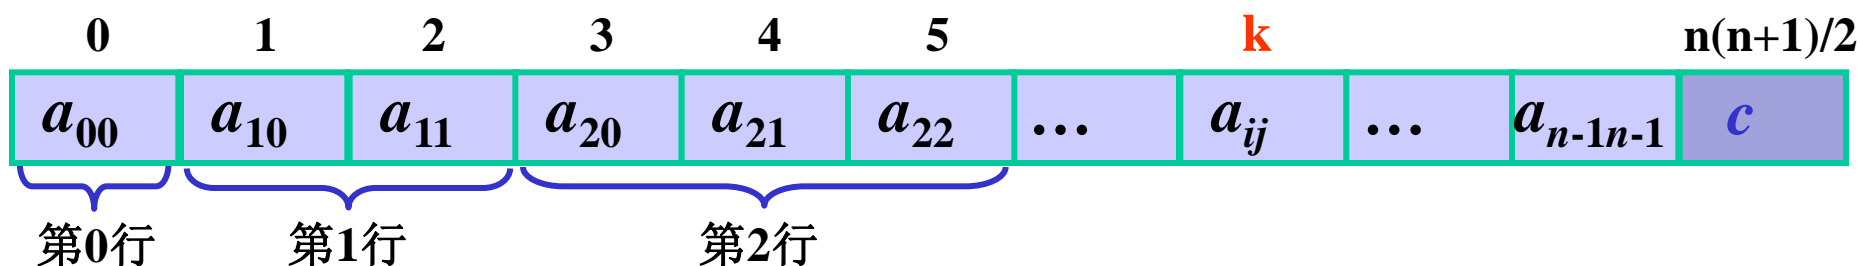 0 1 2 3 4 5 k n(n+1)/2
a00 a10 a11 a20 a21 a22 … aij … an-1n-1 c
第0行 第1行 第2行